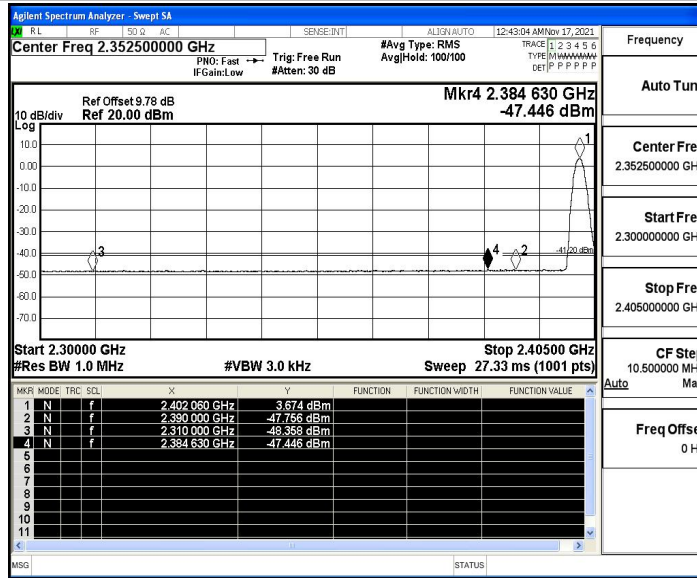 Agilent Spectrum Analyzer - Swept SA
RL RF 50 Ω AC SENSE:INT ALIGN AUTO 12:43:04 AM Nov 17, 2021
Center Freq 2.352500000 GHz
PNO: Fast
IFGain:Low
Trig: Free Run
#Atten: 30 dB
#Avg Type: RMS
Avg|Hold: 100/100
TRACE 1 2 3 4 5 6
TYPE M
DET P P P P P P
Frequency
Auto Tun
Center Fre
2.352500000 GH
Start Fre
2.300000000 GH
Stop Fre
2.405000000 GH
CF Ste
10.500000 MH
Auto Ma
Freq Offse
0 H
Mkr4 2.384 630 GHz
-47.446 dBm
Ref Offset 9.78 dB
10 dB/div Ref 20.00 dBm
Log
10.0
0.00
-10.0
-20.0
-30.0
-40.0
-50.0
-60.0
-70.0
1
3
4
2
-41.20 dBm
Start 2.30000 GHz Stop 2.40500 GHz
#Res BW 1.0 MHz #VBW 3.0 kHz Sweep 27.33 ms (1001 pts)
MKR MODE TRC SCL X Y FUNCTION FUNCTION WIDTH FUNCTION VALUE
1 N f 2.402 060 GHz 3.674 dBm
2 N f 2.390 000 GHz -47.756 dBm
3 N f 2.310 000 GHz -48.358 dBm
4 N f 2.384 630 GHz -47.446 dBm
5
6
7
8
9
10
11
MSG STATUS